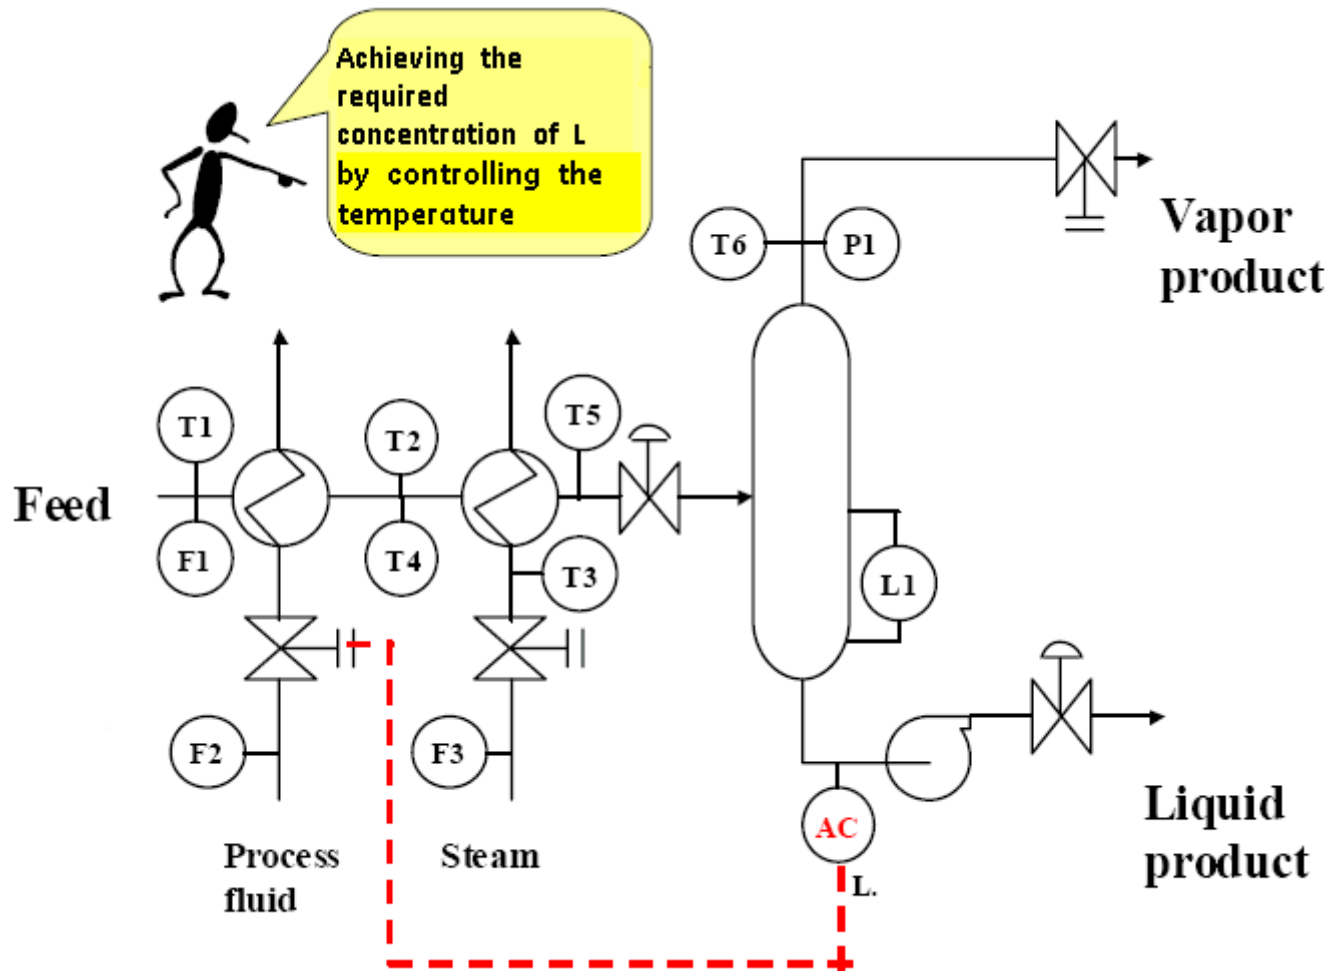 Achieving the
required
concentration of L
by controlling the
temperature
T6
P1
Vapor
product
T1
T2
T5
Feed
F1
T4
T3
L1
F2
F3
AC
L.
Process
fluid
Steam
Liquid
product